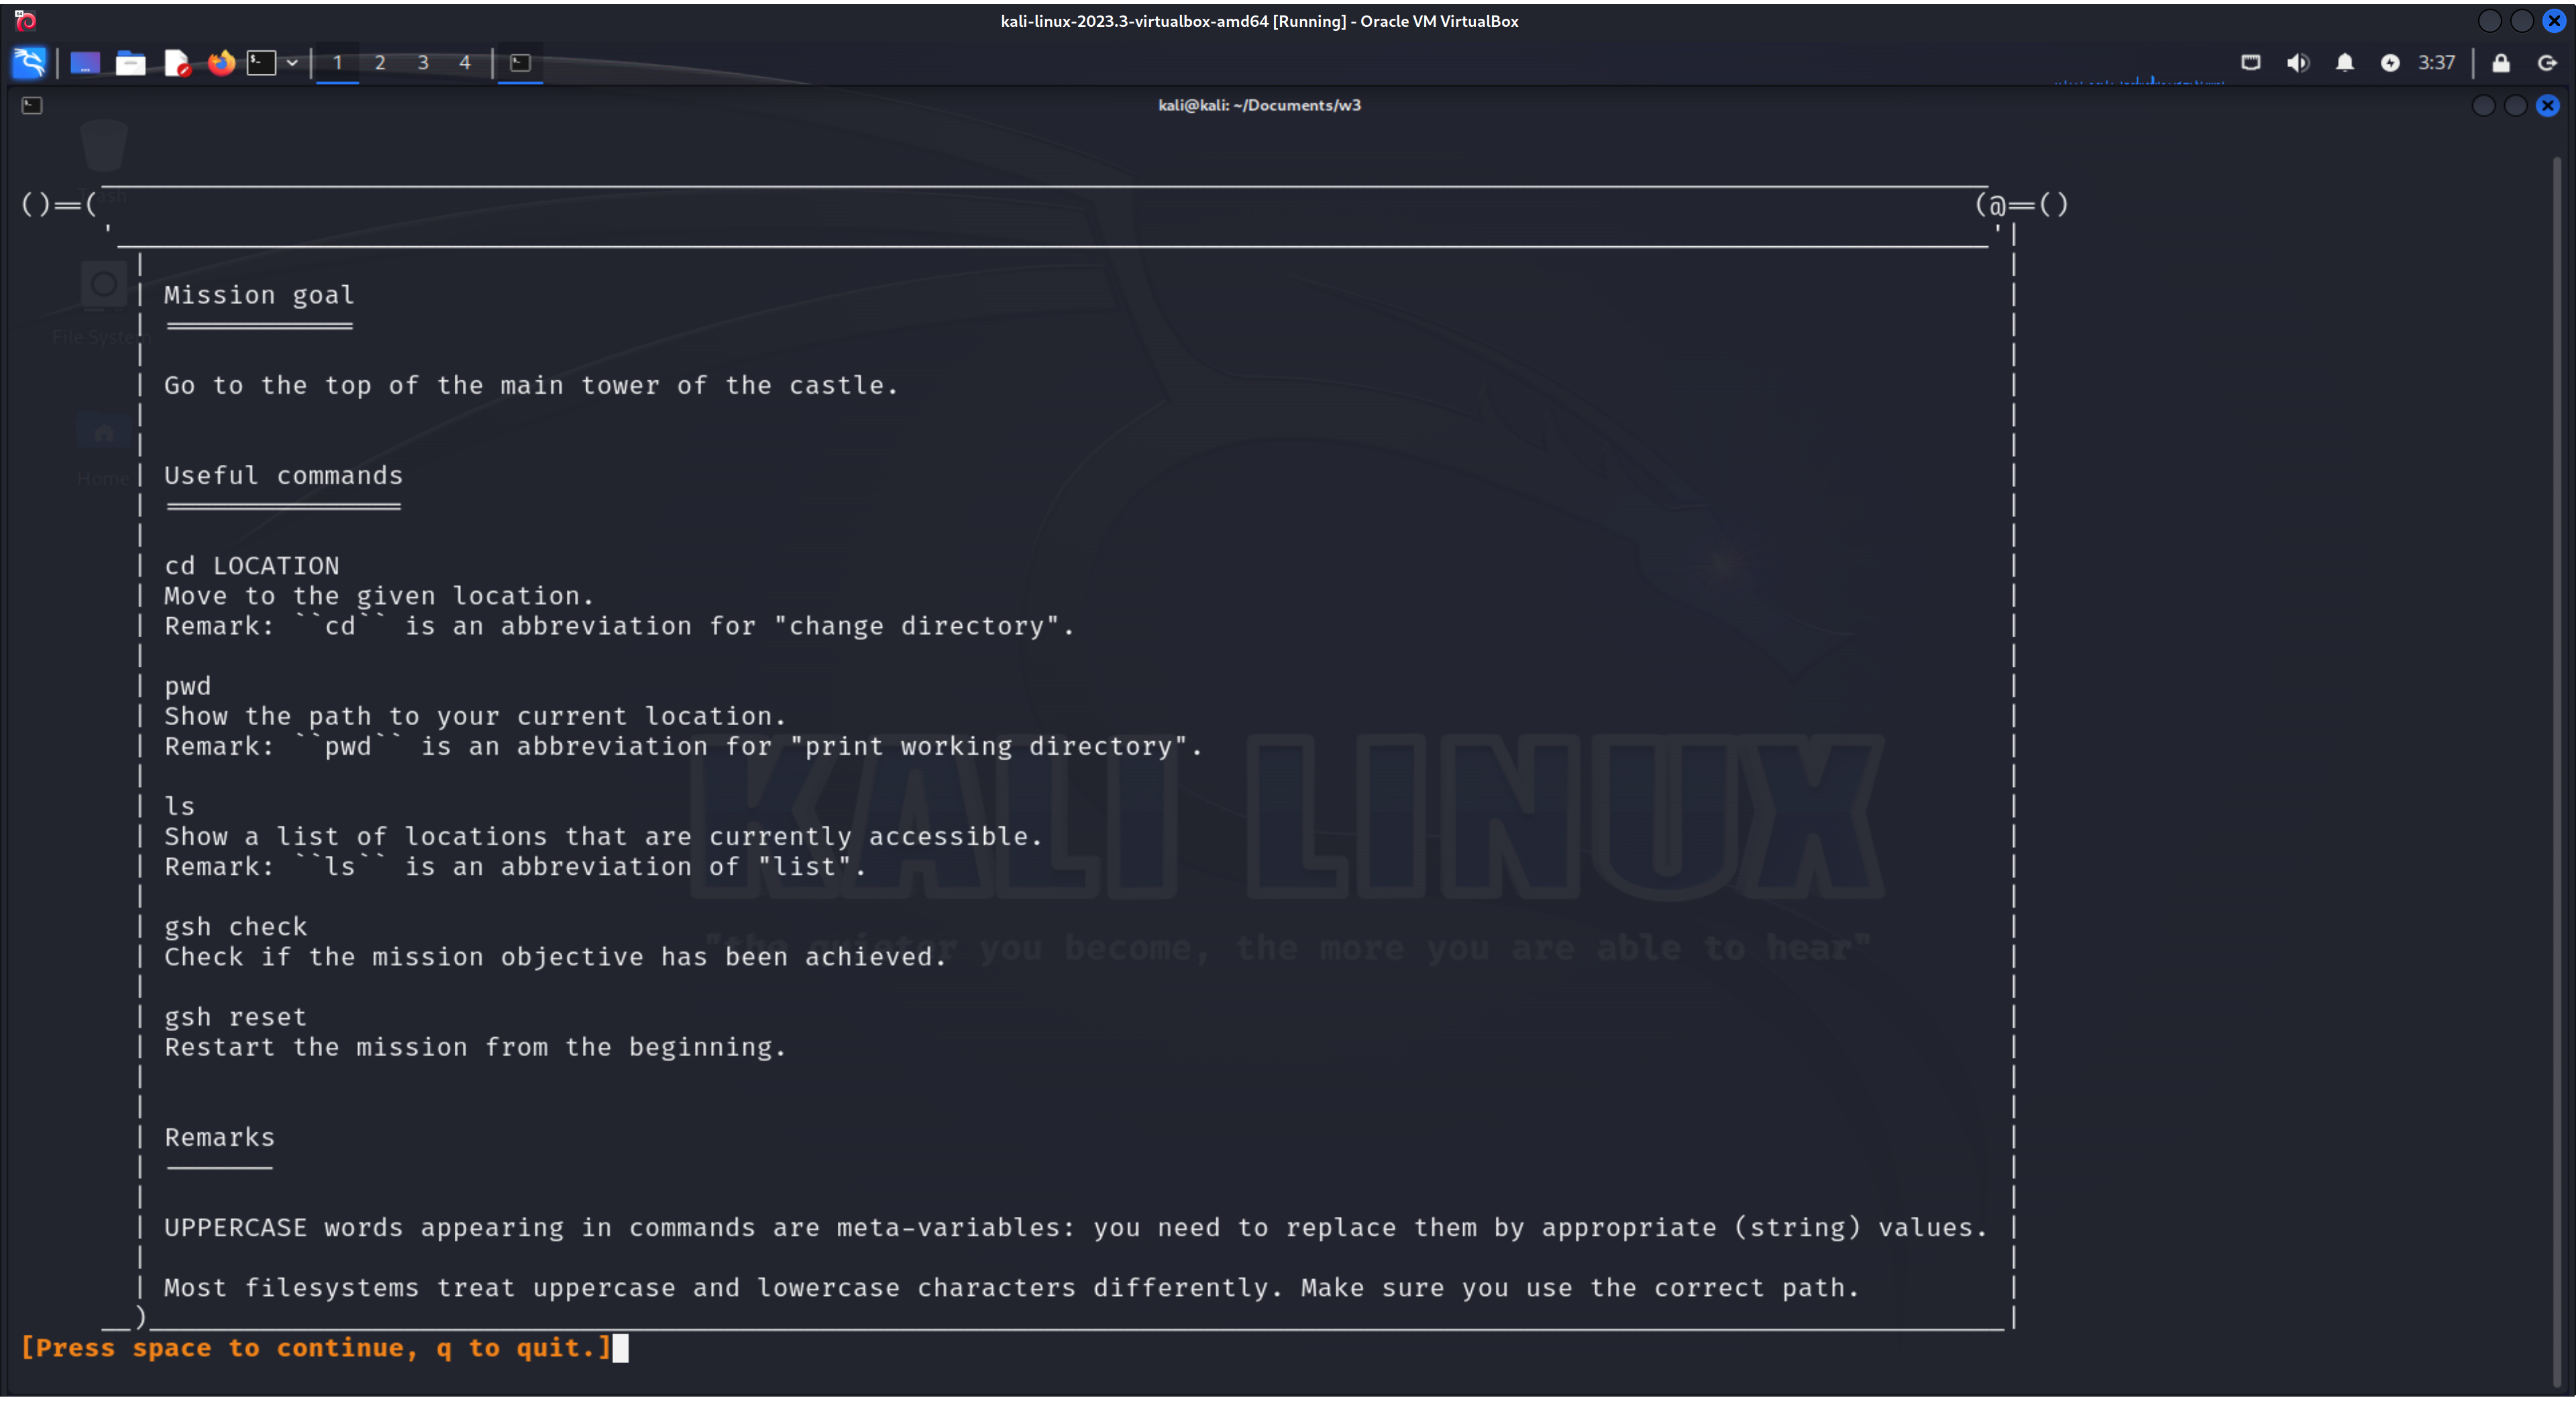 kali-linux-2023.3-virtualbox-amd64 [Running] - Oracle VM VirtualBox
1 2 3 4
3:37
kali@kali: ~/Documents/w3
Trash
File System
Home
Mission goal
Go to the top of the main tower of the castle.
Useful commands
cd LOCATION
Move to the given location.
Remark: ``cd`` is an abbreviation for "change directory".
pwd
Show the path to your current location.
Remark: ``pwd`` is an abbreviation for "print working directory".
ls
Show a list of locations that are currently accessible.
Remark: ``ls`` is an abbreviation of "list".
gsh check
Check if the mission objective has been achieved.
gsh reset
Restart the mission from the beginning.
Remarks
UPPERCASE words appearing in commands are meta-variables: you need to replace them by appropriate (string) values.
Most filesystems treat uppercase and lowercase characters differently. Make sure you use the correct path.
[Press space to continue, q to quit.]
KALI LINUX
"the quieter you become, the more you are able to hear"